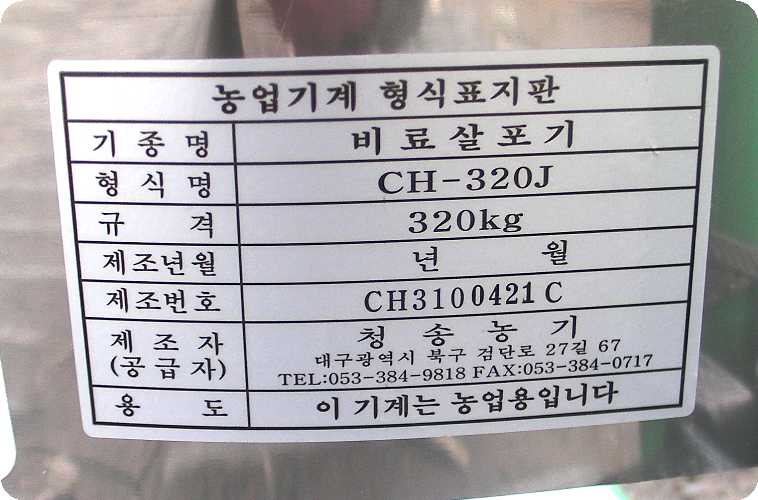 농업기계 형식표지판
기종명 비료살포기
형식명 CH-320J
규격 320kg
제조년월 년 월
제조번호 CH3100421C
제조자 청송농기
(공급자) 대구광역시 북구 검단로 27길 67
TEL:053-384-9818 FAX:053-384-0717
용도 이 기계는 농업용입니다